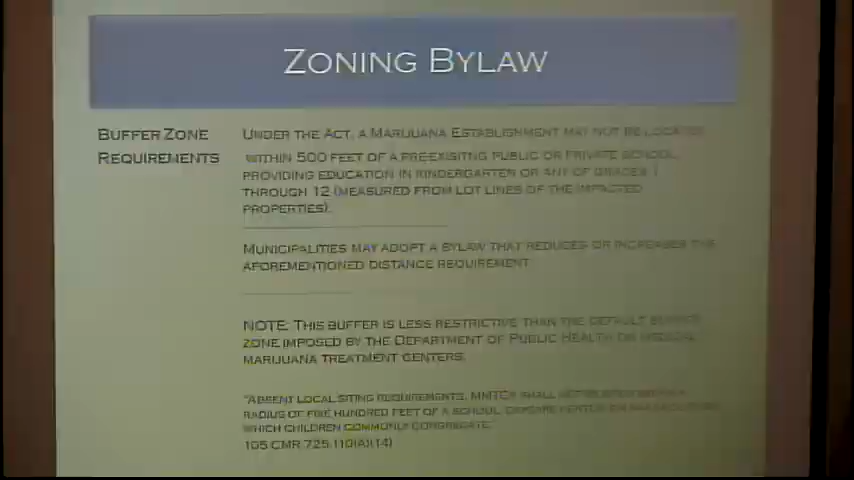 ZONING BYLAW
BUFFER ZONE
REQUIREMENTS
UNDER THE ACT, A MARIJUANA ESTABLISHMENT MAY NOT BE LOCATED
WITHIN 500 FEET OF A PREEXISITNG PUBLIC OR PRIVATE SCHOOL
PROVIDING EDUCATION IN KINDERGARTEN OR ANY OF GRADES 1
THROUGH 12 (MEASURED FROM LOT LINES OF THE IMPACTED
PROPERTIES).
MUNICIPALITIES MAY ADOPT A BYLAW THAT REDUCES OR INCREASES THE
AFOREMENTIONED DISTANCE REQUIREMENT.
NOTE: THIS BUFFER IS LESS RESTRICTIVE THAN THE DEFAULT BUFFER
ZONE IMPOSED BY THE DEPARTMENT OF PUBLIC HEALTH ON MEDICAL
MARIJUANA TREATMENT CENTERS.
"ABSENT LOCAL SITING REQUIREMENTS, MMTCS SHALL NOT BE
RADIUS OF FIVE HUNDRED FEET OF A SCHOOL, DAYCARE CENTER, OR
WHICH CHILDREN COMMONLY CONGREGATE."
105 CMR 725.110(A)(14)